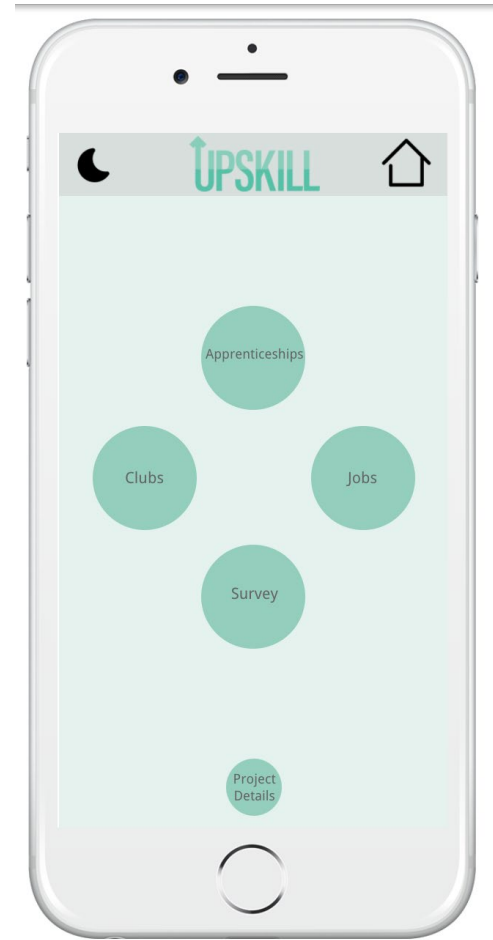 UPSKILL
Apprenticeships
Clubs
Jobs
Survey
Project
Details